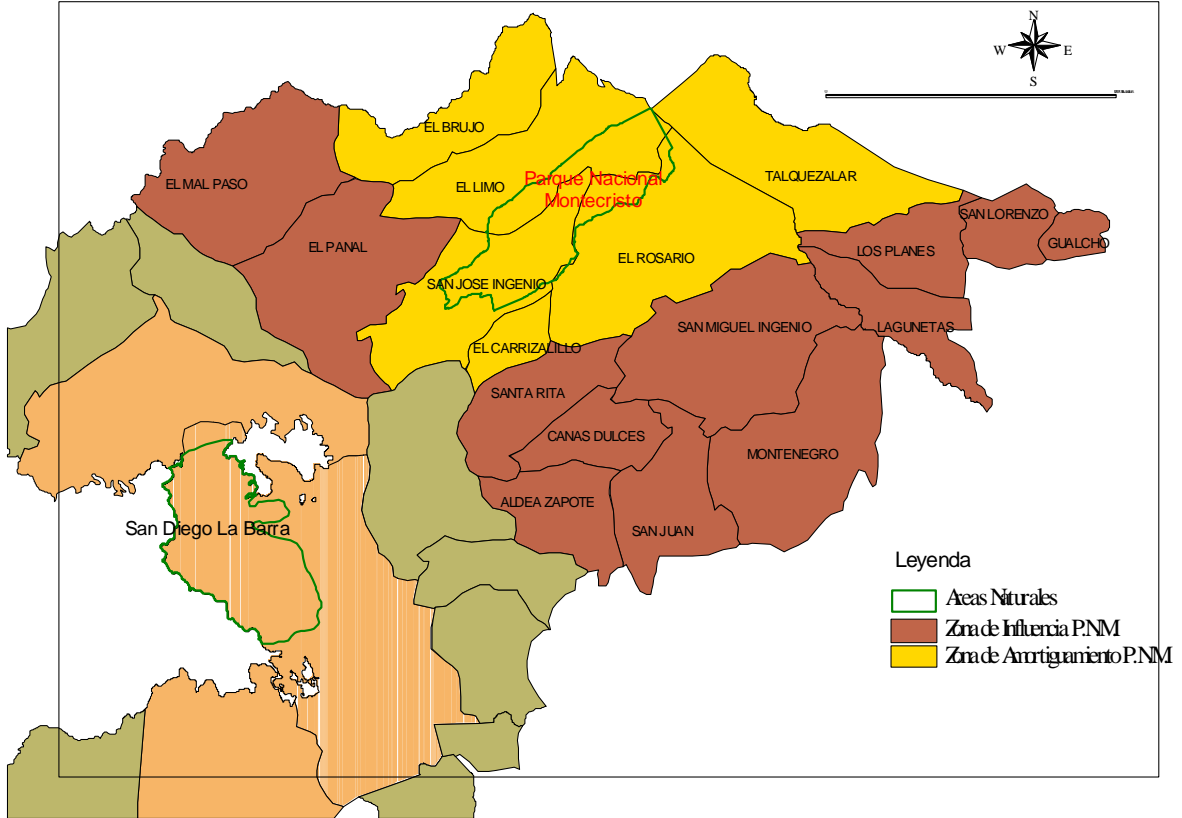 N
W E
S
EL BRUJO
EL MAL PASO
EL LIMO
Parque Nacional
Montecristo
TALQUEZALAR
SAN LORENZO
GUALCHO
EL PANAL
LOS PLANES
EL ROSARIO
SAN JOSE INGENIO
SAN MIGUEL INGENIO
LAGUNETAS
EL CARRIZALILLO
SANTA RITA
CANAS DULCES
MONTENEGRO
ALDEA ZAPOTE
SAN JUAN
San Diego La Barra
Leyenda
Areas Naturales
Zona de Influencia P.NM
Zona de Amortiguamiento P.NM